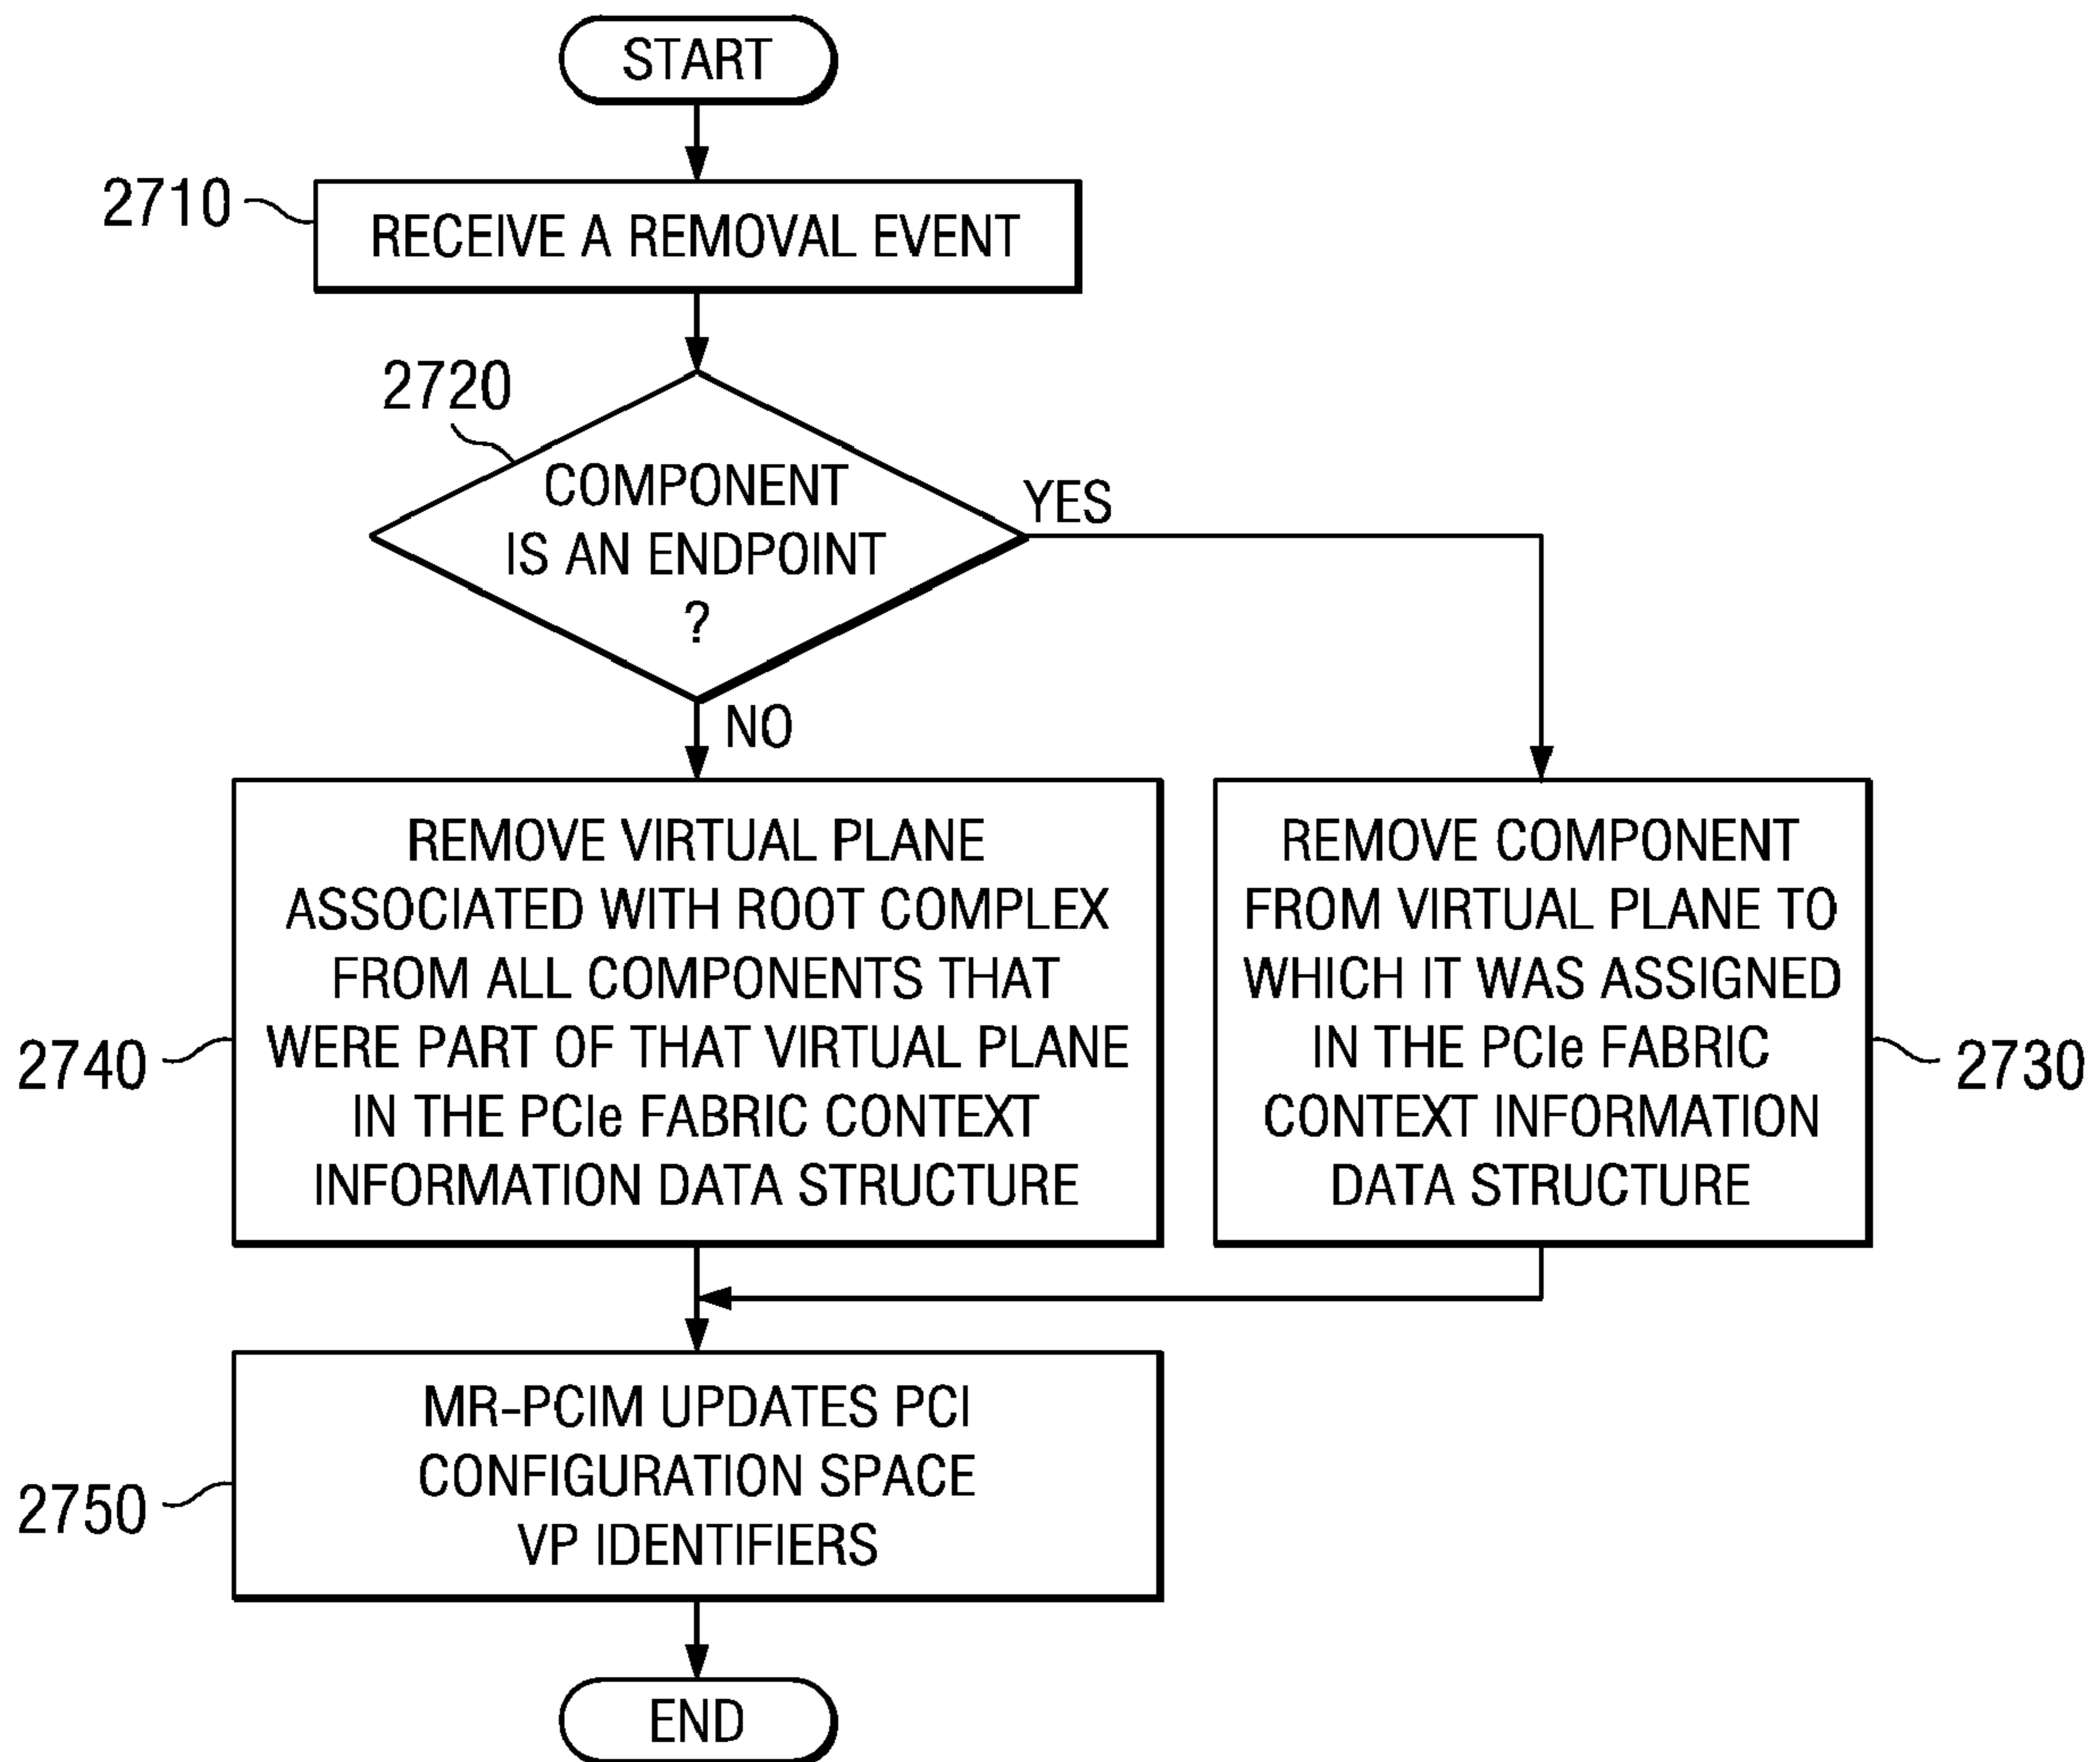 START
2710
RECEIVE A REMOVAL EVENT
2720
COMPONENT
IS AN ENDPOINT
?
YES
NO
2740
REMOVE VIRTUAL PLANE
ASSOCIATED WITH ROOT COMPLEX
FROM ALL COMPONENTS THAT
WERE PART OF THAT VIRTUAL PLANE
IN THE PCIe FABRIC CONTEXT
INFORMATION DATA STRUCTURE
REMOVE COMPONENT
FROM VIRTUAL PLANE TO
WHICH IT WAS ASSIGNED
IN THE PCIe FABRIC
CONTEXT INFORMATION
DATA STRUCTURE
2730
2750
MR-PCIM UPDATES PCI
CONFIGURATION SPACE
VP IDENTIFIERS
END